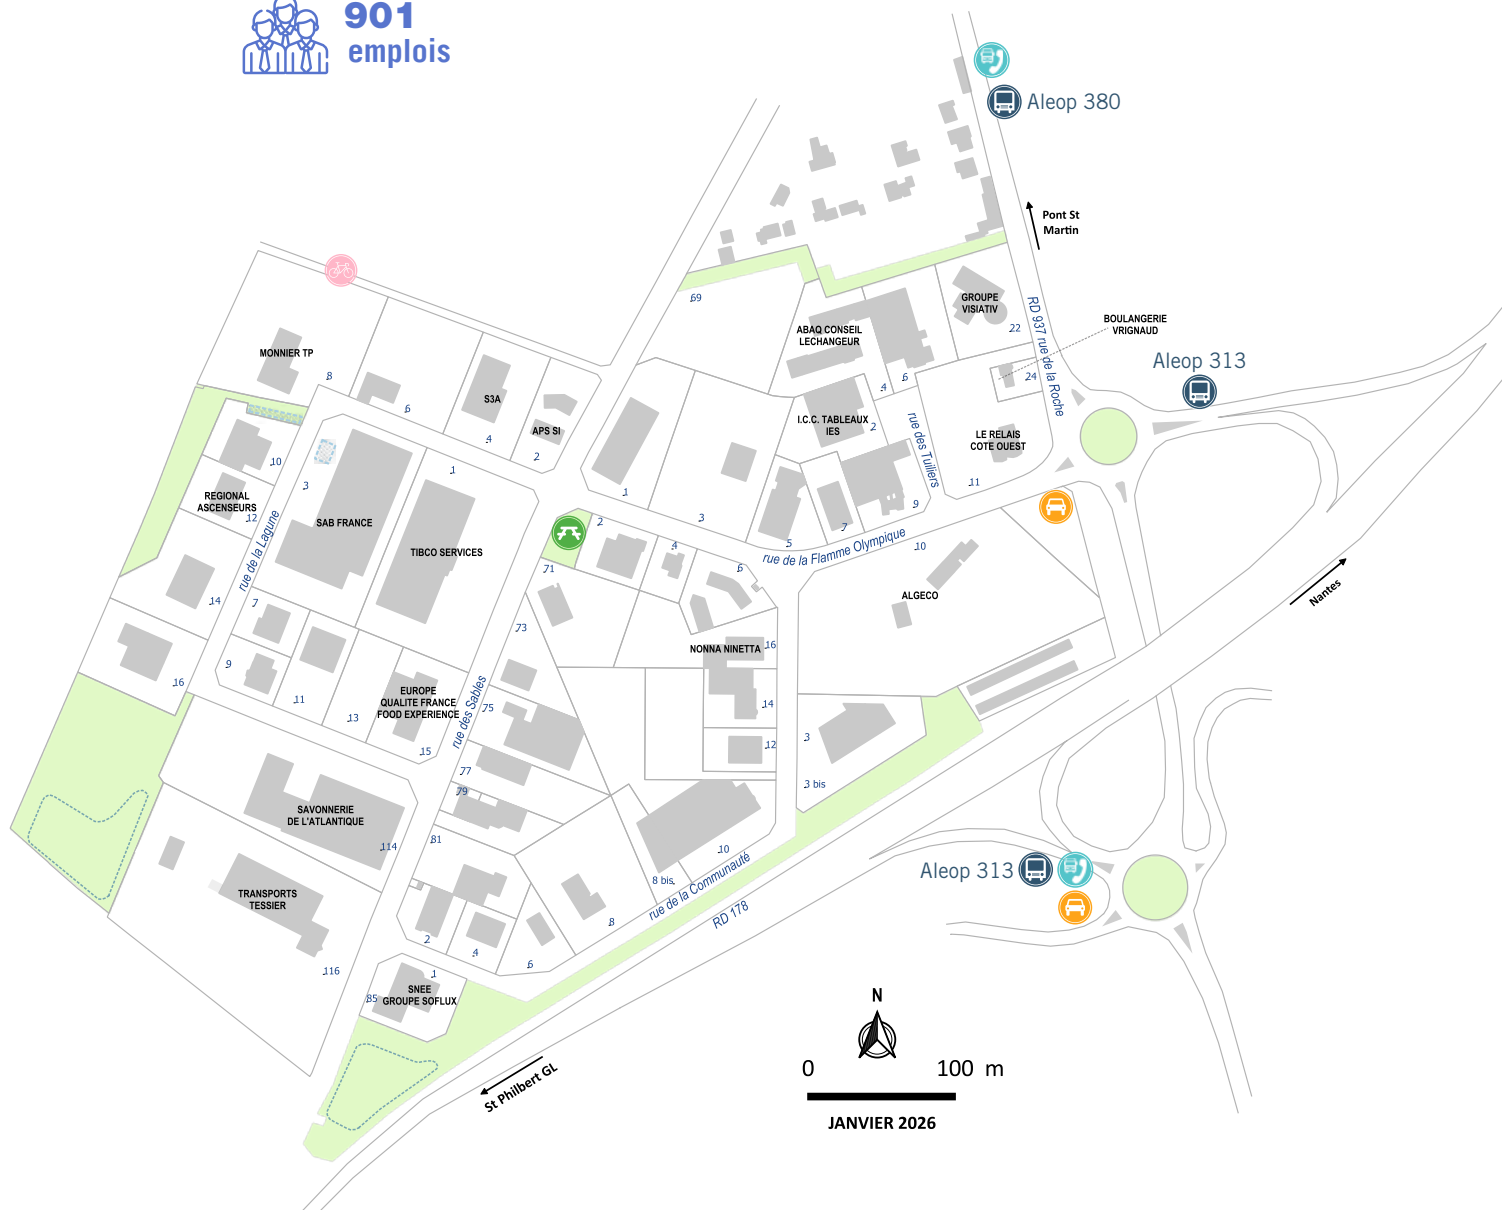 901
emplois
Aleop 380
Pont St
Martin
69
GROUPE
VISIATIV
22
RD 937 rue de la Roche
BOULANGERIE
VRIGNAUD
ABAQ CONSEIL
LECHANGEUR
Aleop 313
MONNIER TP
8
6
S3A
4
APS SI
2
4
6
24
I.C.C. TABLEAUX
IES
2
rue des Tuiliers
LE RELAIS
COTE OUEST
10
3
1
1
3
5
7
9
11
REGIONAL
ASCENSEURS
12
SAB FRANCE
TIBCO SERVICES
rue de la Lagune
2
4
6
rue de la Flamme Olympique
10
71
73
ALGECO
Nantes
14
7
9
11
13
16
EUROPE
QUALITE FRANCE
FOOD EXPERIENCE
15
rue des Sables
75
77
79
81
NONNA NINETTA
16
14
12
3
3 bis
SAVONNERIE
DE L'ATLANTIQUE
114
10
8 bis
rue de la Communauté
RD 178
Aleop 313
TRANSPORTS
TESSIER
116
2
4
6
8
1
85
SNEE
GROUPE SOFLUX
St Philbert GL
N
0 100 m
JANVIER 2026